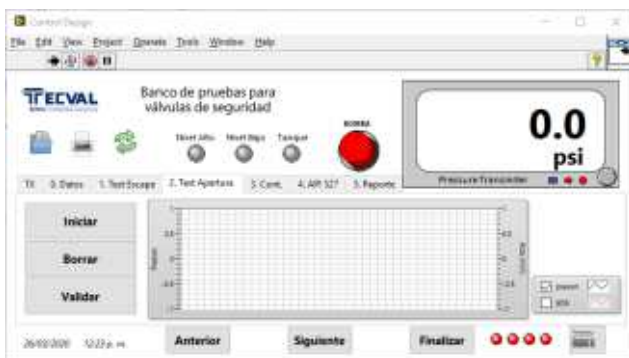 Control Design
File Edit View Project Operate Tools Window Help
TECVAL
Banco de pruebas para
válvulas de seguridad
Nivel Alto Nivel Bajo Tanque
BOMBA
0.0
psi
Pressure Transmitter
TX 0. Datos 1. Test Escape 2. Test Apertura 3. Cont. 4. API 527 5. Reporte
Iniciar
Borrar
Validar
26/03/2020 12:23 p. m.
Anterior Siguiente Finalizar